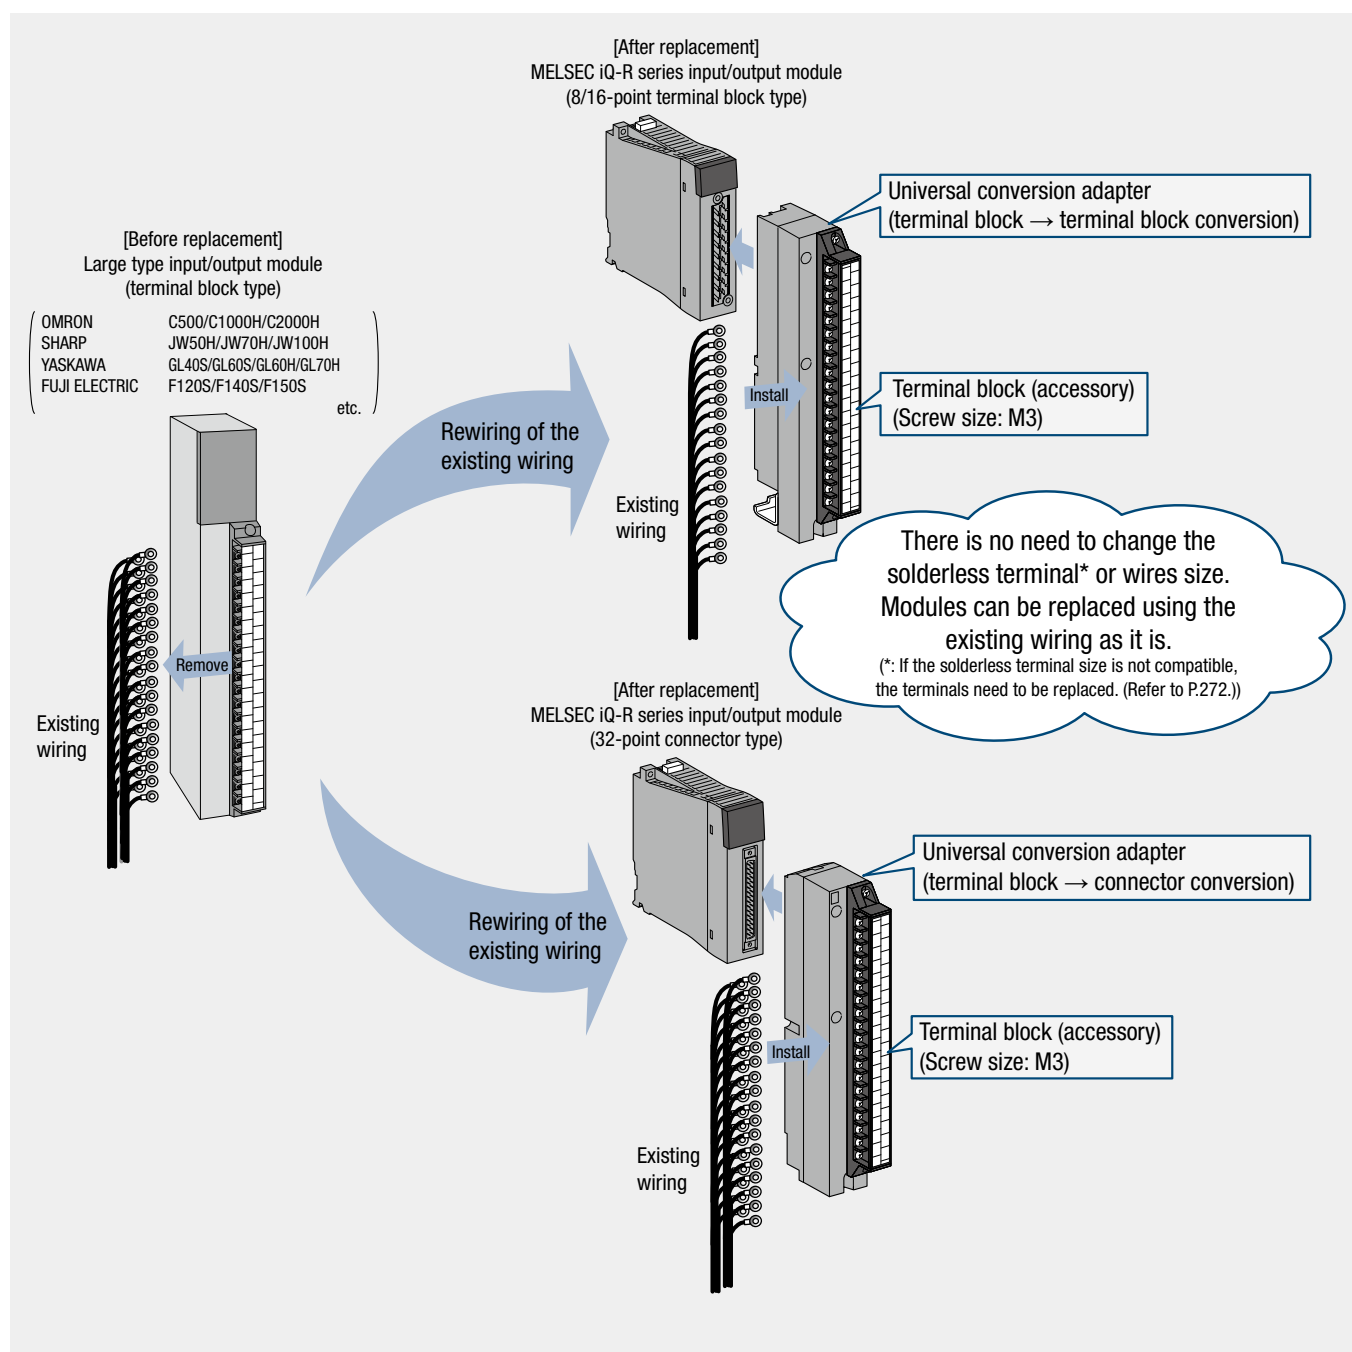 [After replacement]
MELSEC iQ-R series input/output module
(8/16-point terminal block type)
Universal conversion adapter
(terminal block → terminal block conversion)
[Before replacement]
Large type input/output module
(terminal block type)
OMRON C500/C1000H/C2000H
SHARP JW50H/JW70H/JW100H
YASKAWA GL40S/GL60S/GL60H/GL70H
FUJI ELECTRIC F120S/F140S/F150S
etc.
Install
Terminal block (accessory)
(Screw size: M3)
Rewiring of the
existing wiring
Existing
wiring
There is no need to change the
solderless terminal* or wires size.
Modules can be replaced using the
existing wiring as it is.
(*: If the solderless terminal size is not compatible,
the terminals need to be replaced. (Refer to P.272.))
Remove
Existing
wiring
[After replacement]
MELSEC iQ-R series input/output module
(32-point connector type)
Universal conversion adapter
(terminal block → connector conversion)
Rewiring of the
existing wiring
Install
Terminal block (accessory)
(Screw size: M3)
Existing
wiring